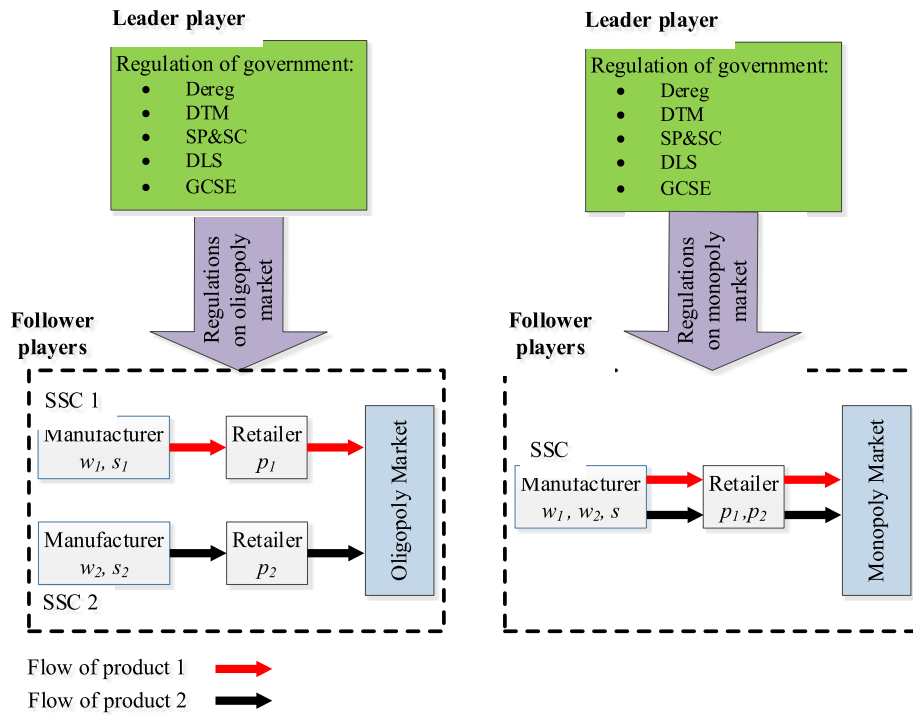 Leader player
Regulation of government:
• Dereg
• DTM
• SP&SC
• DLS
• GCSE
Regulations
on oligopoly
market
Follower
players
SSC 1
Manufacturer
w1, s1
Retailer
p1
Manufacturer
w2, s2
Retailer
p2
SSC 2
Oligopoly Market
Leader player
Regulation of government:
• Dereg
• DTM
• SP&SC
• DLS
• GCSE
Regulations
on monopoly
market
Follower
players
SSC
Manufacturer
w1, w2, s
Retailer
p1,p2
Monopoly Market
Flow of product 1
Flow of product 2